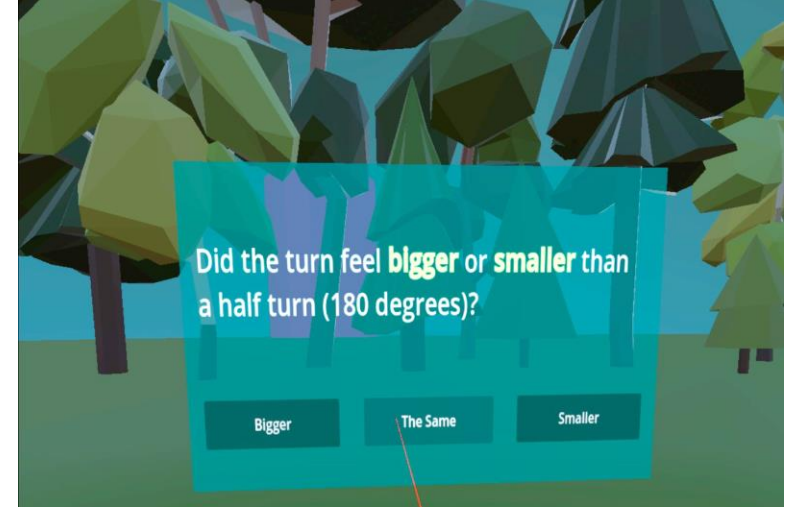 Did the turn feel bigger or smaller than
a half turn (180 degrees)?
Bigger
The Same
Smaller